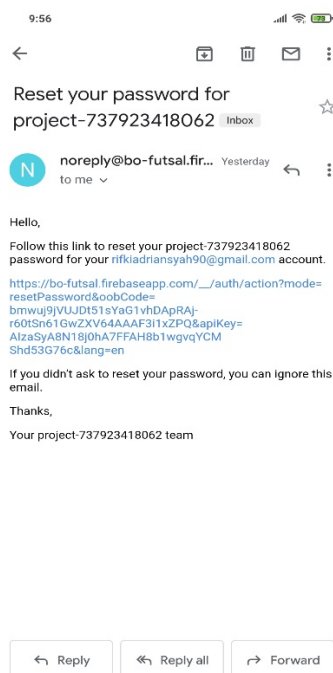 9:56
73
Reset your password for
project-737923418062 Inbox
N
noreply@bo-futsal.fir... Yesterday
to me
Hello,
Follow this link to reset your project-737923418062
password for your rifkiadriansyah90@gmail.com account.
https://bo-futsal.firebaseapp.com/__/auth/action?mode=
resetPassword&oobCode=
bmwuj9jVUJDt51sYaG1vhDApRAj-
r60tSn61GwZXV64AAAF3i1xZPQ&apiKey=
AIzaSyA8N18j0hA7FFAH8b1wgvqYCM
Shd53G76c&lang=en
If you didn't ask to reset your password, you can ignore this
email.
Thanks,
Your project-737923418062 team
Reply
Reply all
Forward